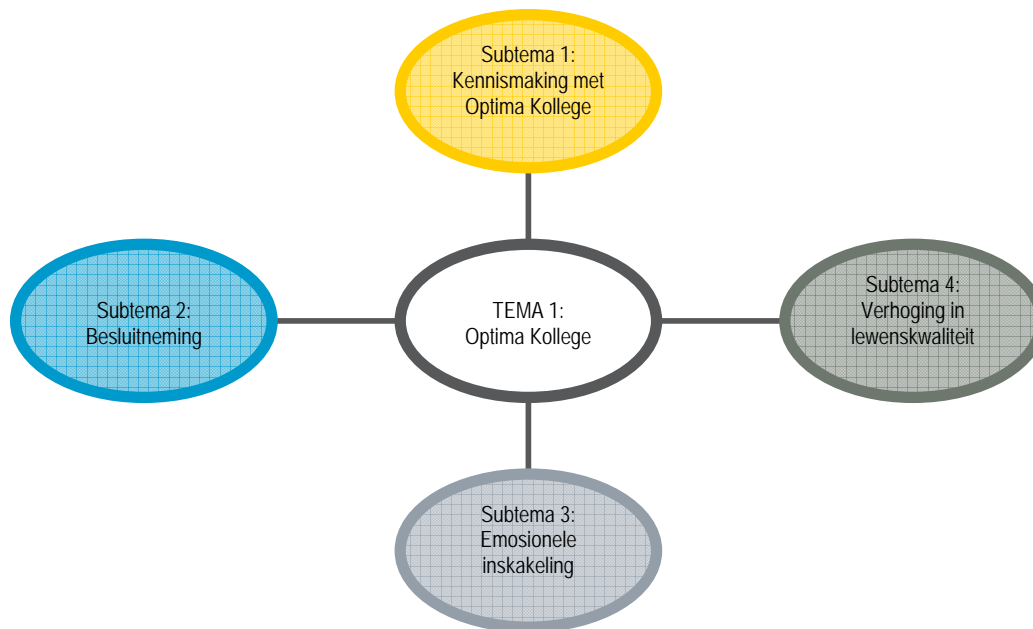 Subtema 1:
Kennismaking met
Optima Kollege
Subtema 2:
Besluitneming
TEMA 1:
Optima Kollege
Subtema 4:
Verhoging in
lewenskwaliteit
Subtema 3:
Emosionele
inskakeling